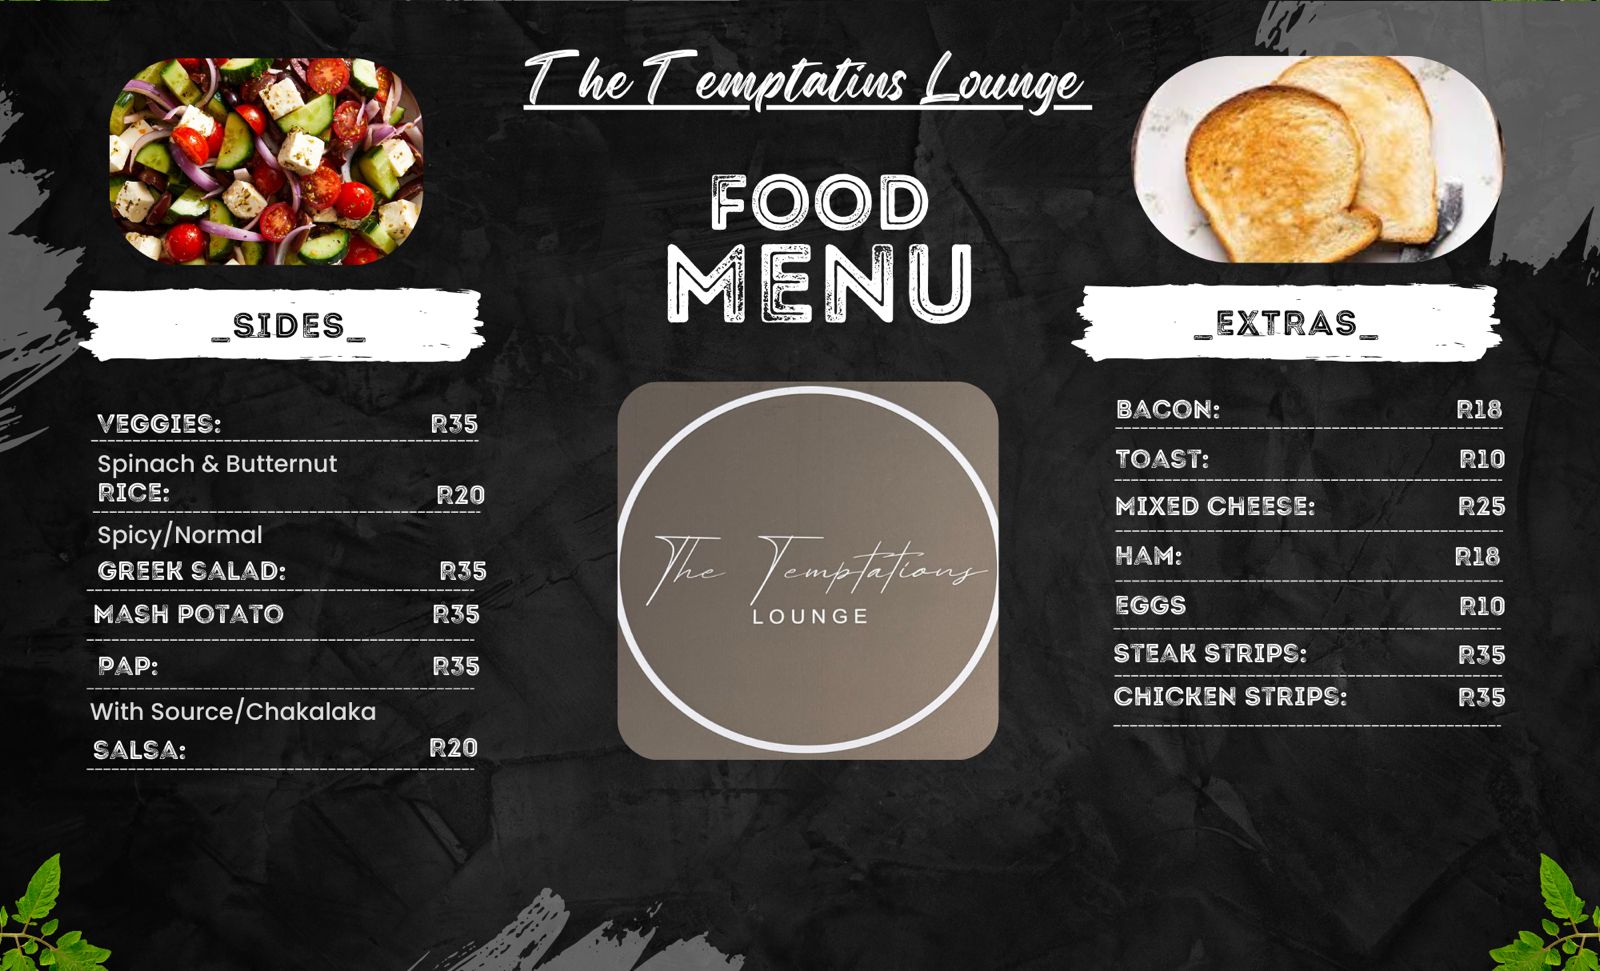 The Temptatins Lounge
FOOD
MENU
_SIDES_
VEGGIES: R35
Spinach & Butternut
RICE: R20
Spicy/Normal
GREEK SALAD: R35
MASH POTATO R35
PAP: R35
With Source/Chakalaka
SALSA: R20
The Temptations
LOUNGE
_EXTRAS_
BACON: R18
TOAST: R10
MIXED CHEESE: R25
HAM: R18
EGGS R10
STEAK STRIPS: R35
CHICKEN STRIPS: R35